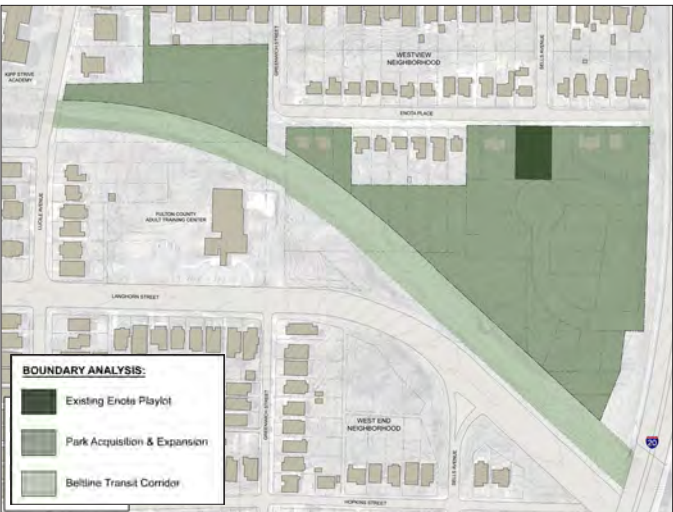 KIPP STRIVE
ACADEMY
GREENWICH STREET
WESTVIEW
NEIGHBORHOOD
SELLS AVENUE
ENOTA PLACE
LUCILE AVENUE
FULTON COUNTY
ADULT TRAINING CENTER
LANGHORN STREET
BOUNDARY ANALYSIS:
Existing Enota Playlot
Park Acquisition & Expansion
Beltline Transit Corridor
GREENWICH STREET
WEST END
NEIGHBORHOOD
SELLS AVENUE
HOPKINS STREET
20